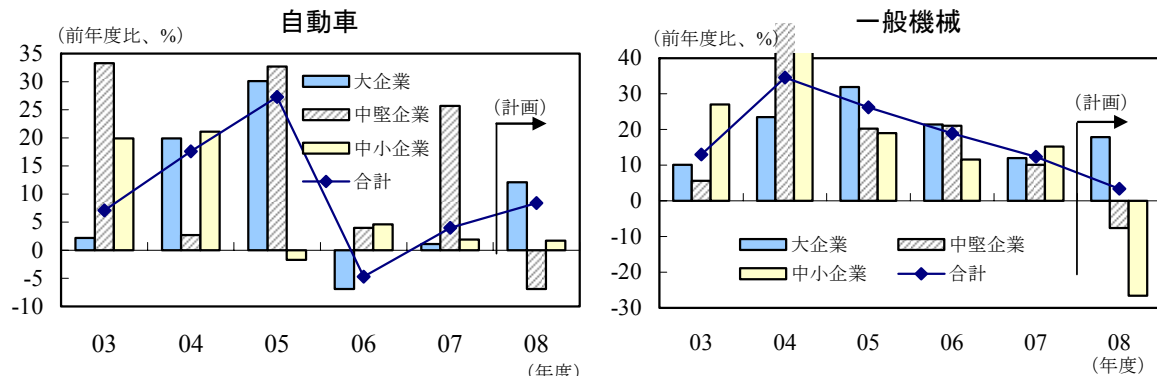 自動車
(前年度比、%)
35
30
25
20
15
10
5
0
-5
-10
大企業
中堅企業
中小企業
合計
(計画)
03 04 05 06 07 08
(年度)
一般機械
(前年度比、%)
40
30
20
10
0
-10
-20
-30
(計画)
大企業 中堅企業
中小企業 合計
03 04 05 06 07 08
(年度)